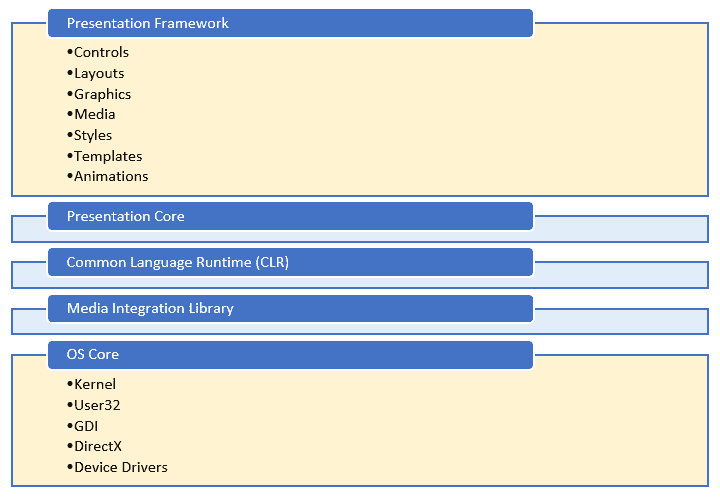 Presentation Framework
•Controls
•Layouts
•Graphics
•Media
•Styles
•Templates
•Animations
Presentation Core
Common Language Runtime (CLR)
Media Integration Library
OS Core
•Kernel
•User32
•GDI
•DirectX
•Device Drivers